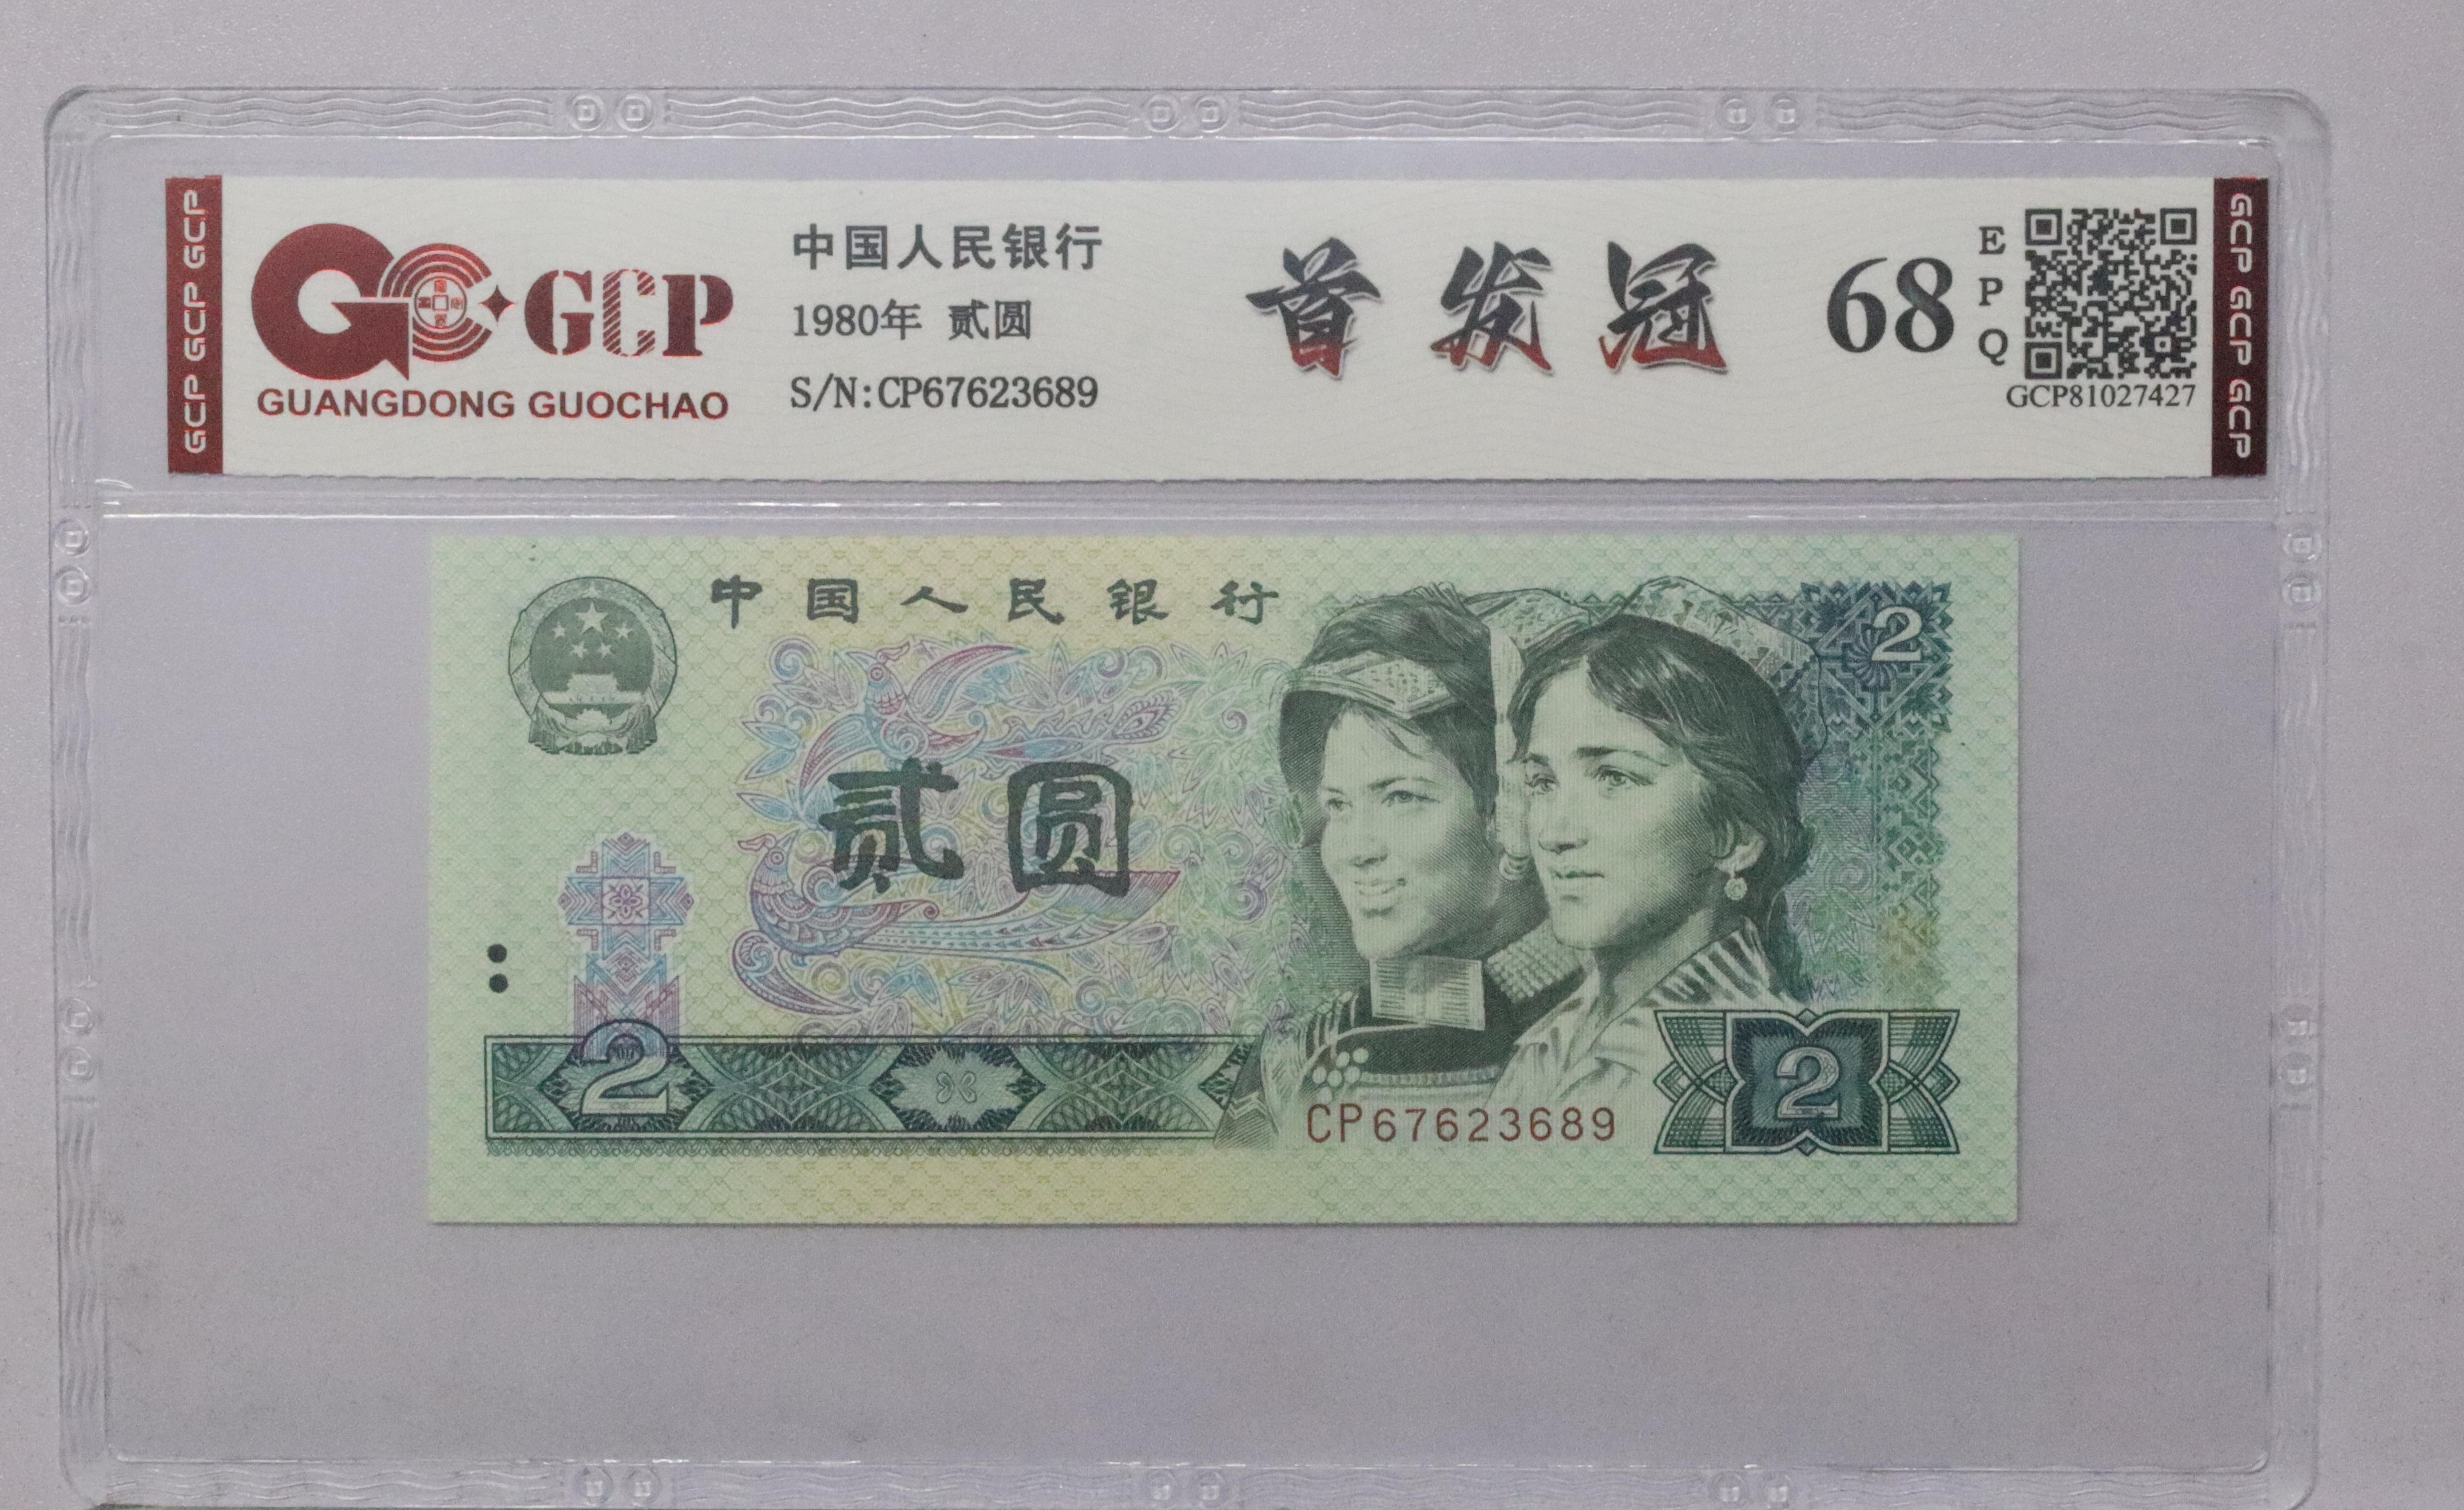 GCP GCP GCP
GCP
GUANGDONG GUOCHAO
中国人民银行
1980年 贰圆
S/N:CP67623689
首发冠
68
EPQ
GCP81027427
GCP GCP GCP
中国人民银行
2
贰圆
2
CP67623689
2